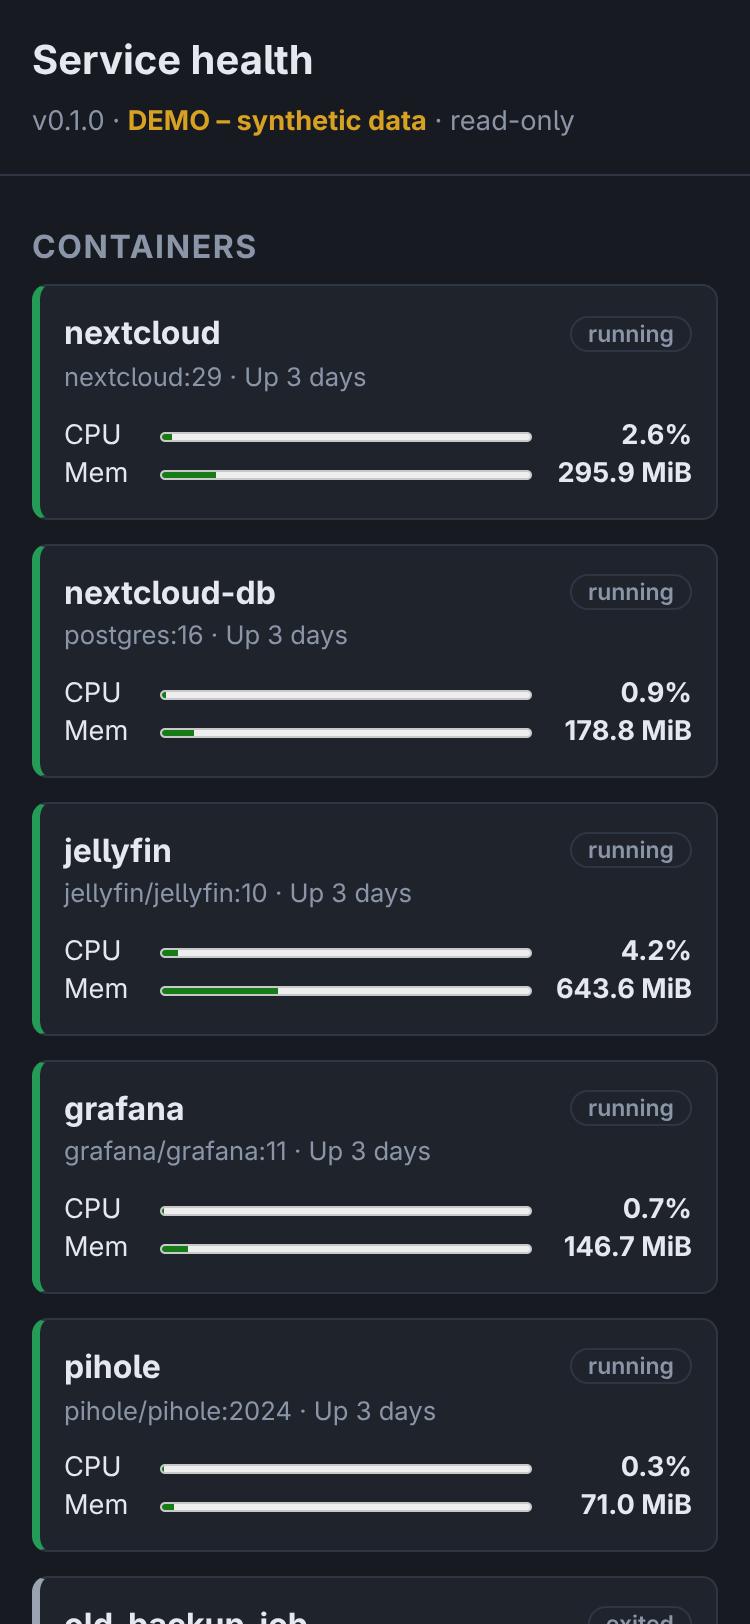 Service health
v0.1.0 · DEMO – synthetic data · read-only
CONTAINERS
nextcloud running
nextcloud:29 · Up 3 days
CPU 2.6%
Mem 295.9 MiB
nextcloud-db running
postgres:16 · Up 3 days
CPU 0.9%
Mem 178.8 MiB
jellyfin running
jellyfin/jellyfin:10 · Up 3 days
CPU 4.2%
Mem 643.6 MiB
grafana running
grafana/grafana:11 · Up 3 days
CPU 0.7%
Mem 146.7 MiB
pihole running
pihole/pihole:2024 · Up 3 days
CPU 0.3%
Mem 71.0 MiB
exited